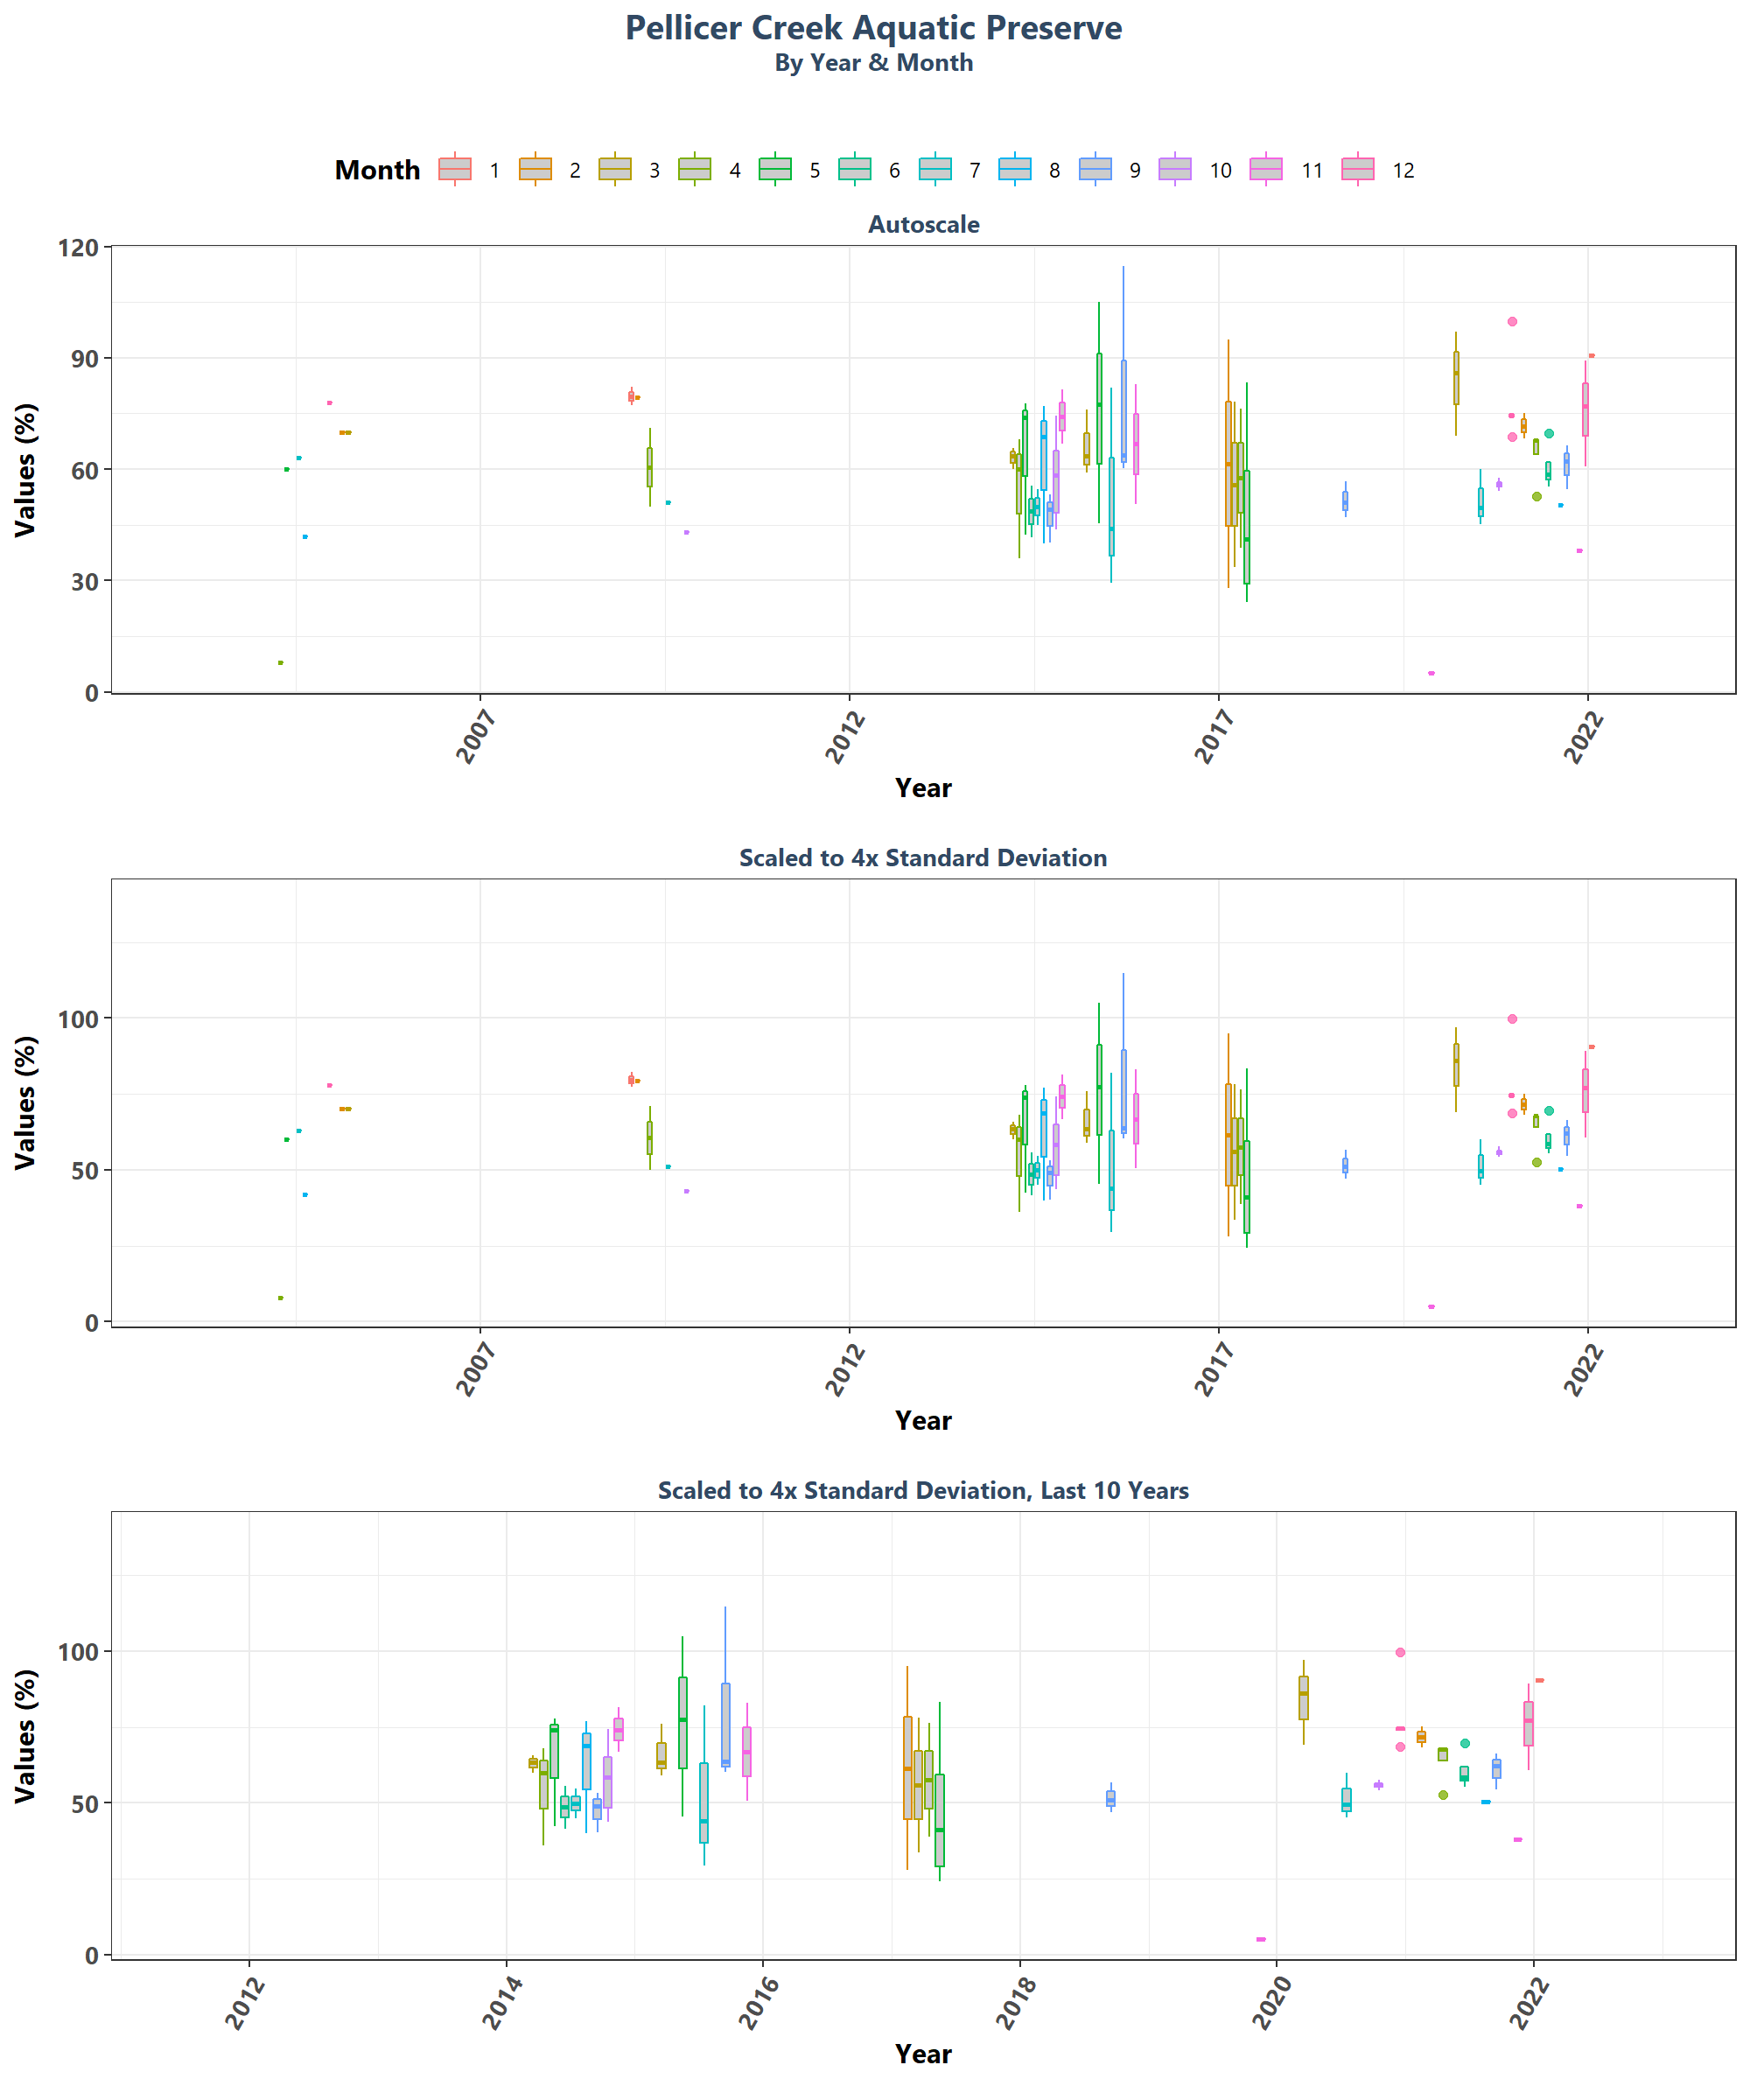 Pellicer Creek Aquatic Preserve
By Year & Month
Month 1 2 3 4 5 6 7 8 9 10 11 12
Autoscale
120
90
60
30
0
Values (%)
2007 2012 2017 2022
Year
Scaled to 4x Standard Deviation
100
50
0
Values (%)
2007 2012 2017 2022
Year
Scaled to 4x Standard Deviation, Last 10 Years
100
50
0
Values (%)
2012 2014 2016 2018 2020 2022
Year